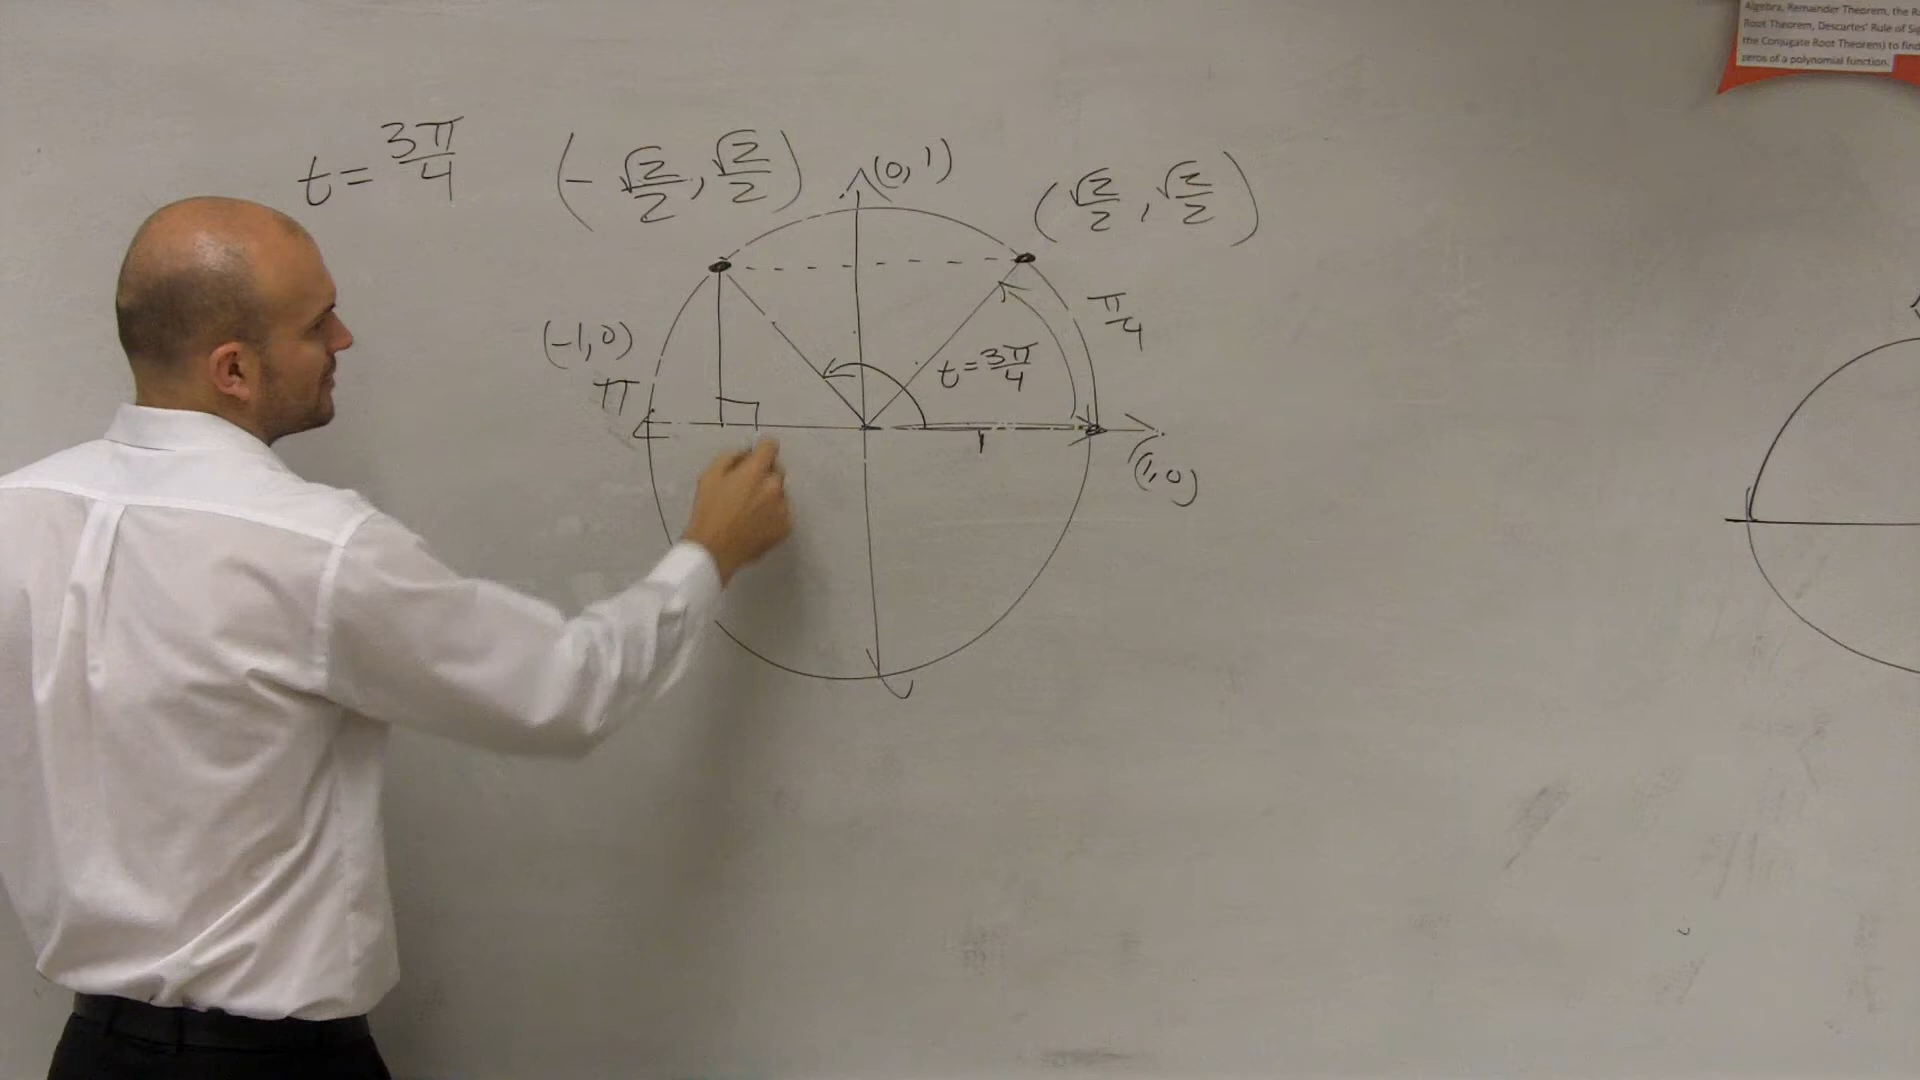 Algebra, Remainder Theorem, the
Root Theorem, Descartes' Rule of
the Conjugate Root Theorem) to find
zeros of a polynomial function.
t = 3π/4
(-√2/2, √2/2)
(0, 1)
(√2/2, √2/2)
(-1, 0)
π
π/4
t = 3π/4
1
(1, 0)